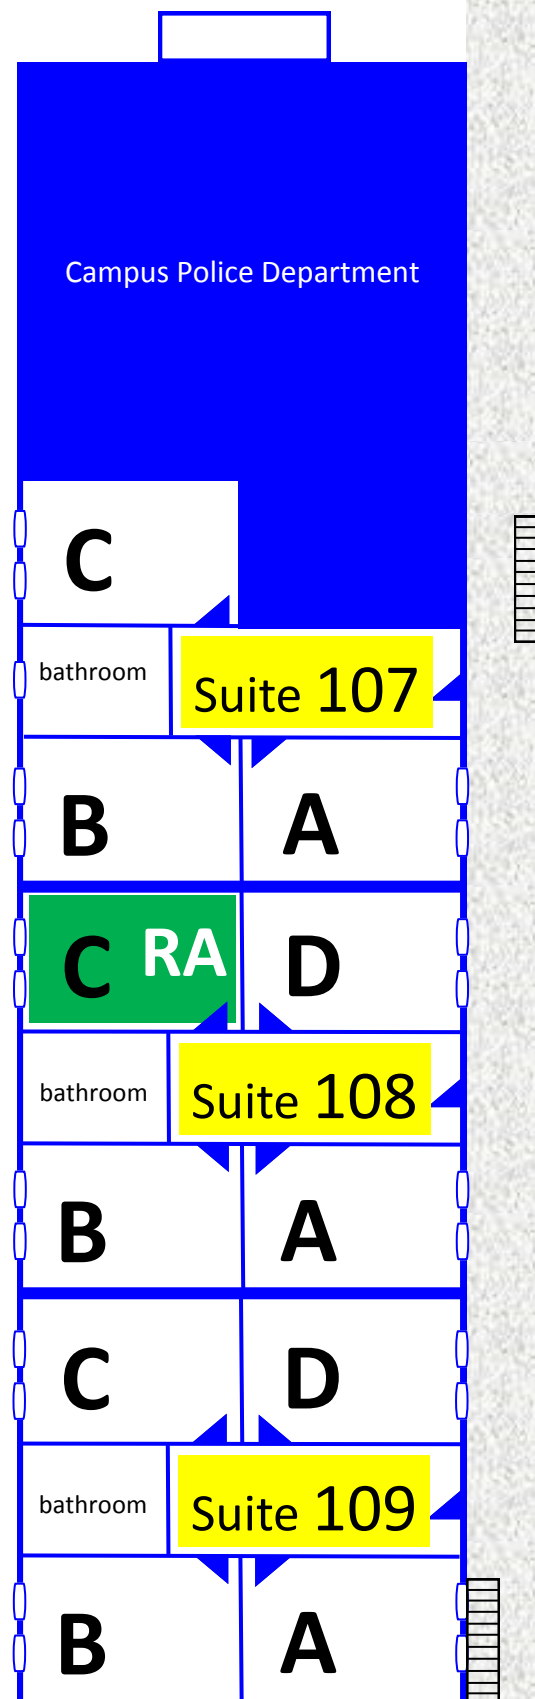 Campus Police Department
C
bathroom
Suite 107
B A
C RA D
bathroom
Suite 108
B A
C D
bathroom
Suite 109
B A